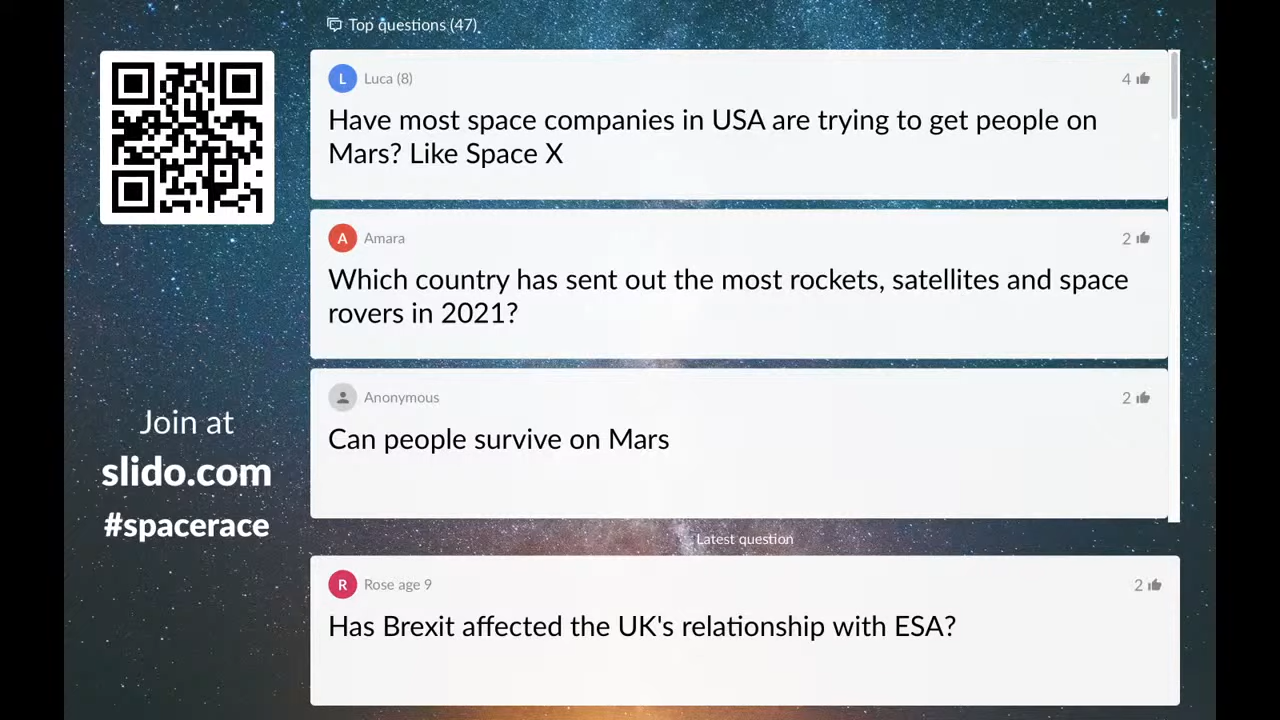 Top questions (47)
L Luca (8) 4
Have most space companies in USA are trying to get people on
Mars? Like Space X
A Amara 2
Which country has sent out the most rockets, satellites and space
rovers in 2021?
Anonymous 2
Can people survive on Mars
Join at
slido.com
#spacerace
Latest question
R Rose age 9 2
Has Brexit affected the UK's relationship with ESA?